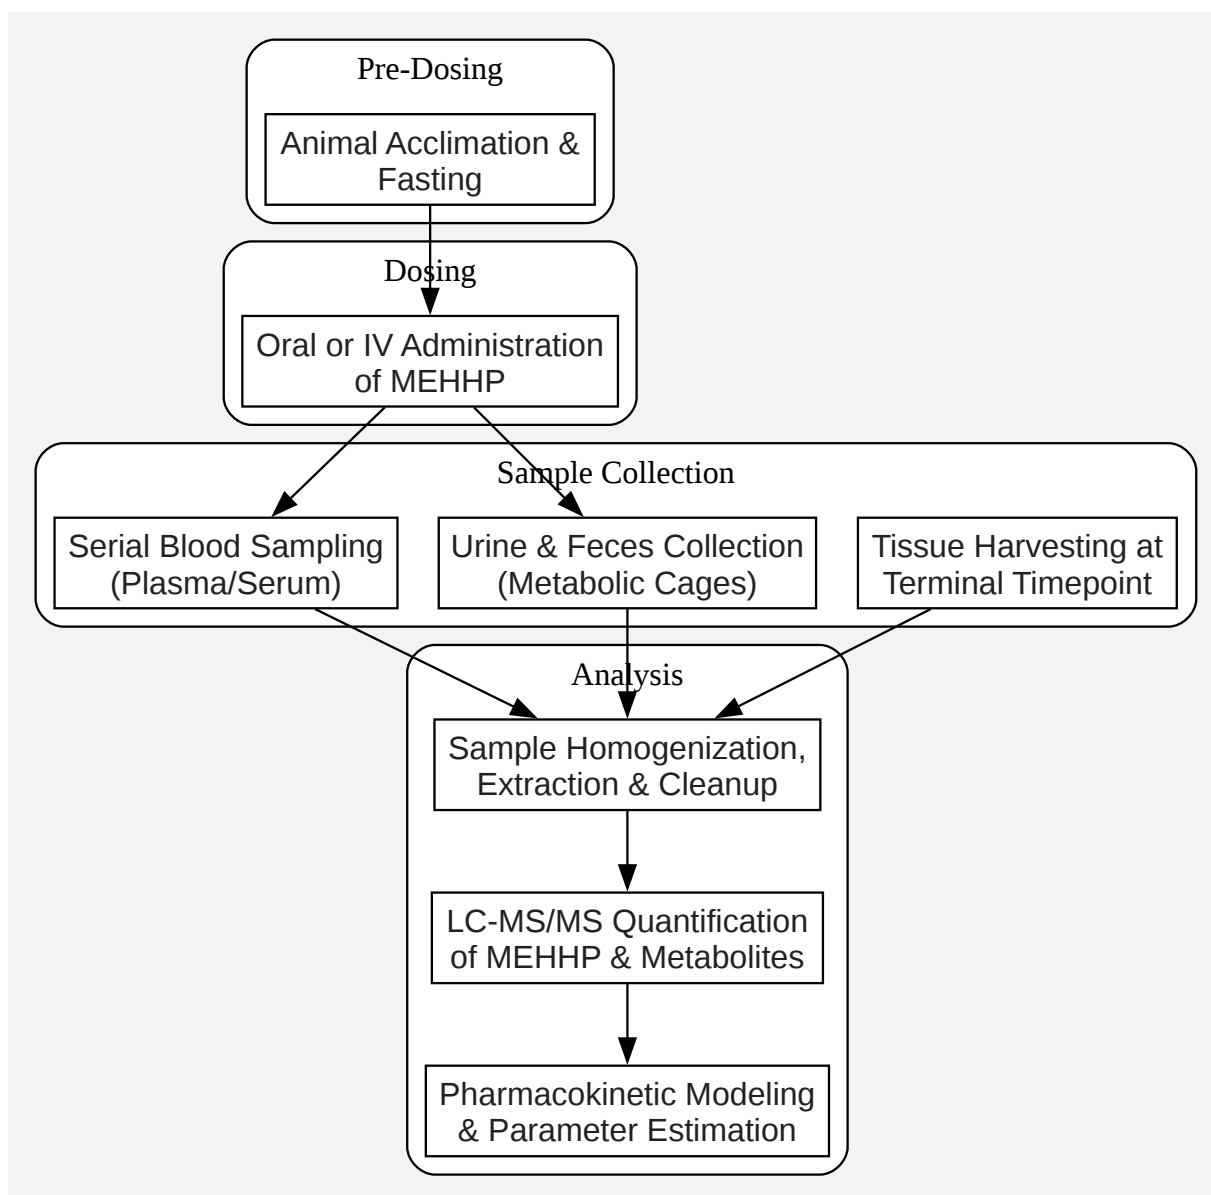 Pre-Dosing
Animal Acclimation &
Fasting
Dosing
Oral or IV Administration
of MEHHP
Sample Collection
Serial Blood Sampling
(Plasma/Serum)
Urine & Feces Collection
(Metabolic Cages)
Tissue Harvesting at
Terminal Timepoint
Analysis
Sample Homogenization,
Extraction & Cleanup
LC-MS/MS Quantification
of MEHHP & Metabolites
Pharmacokinetic Modeling
& Parameter Estimation